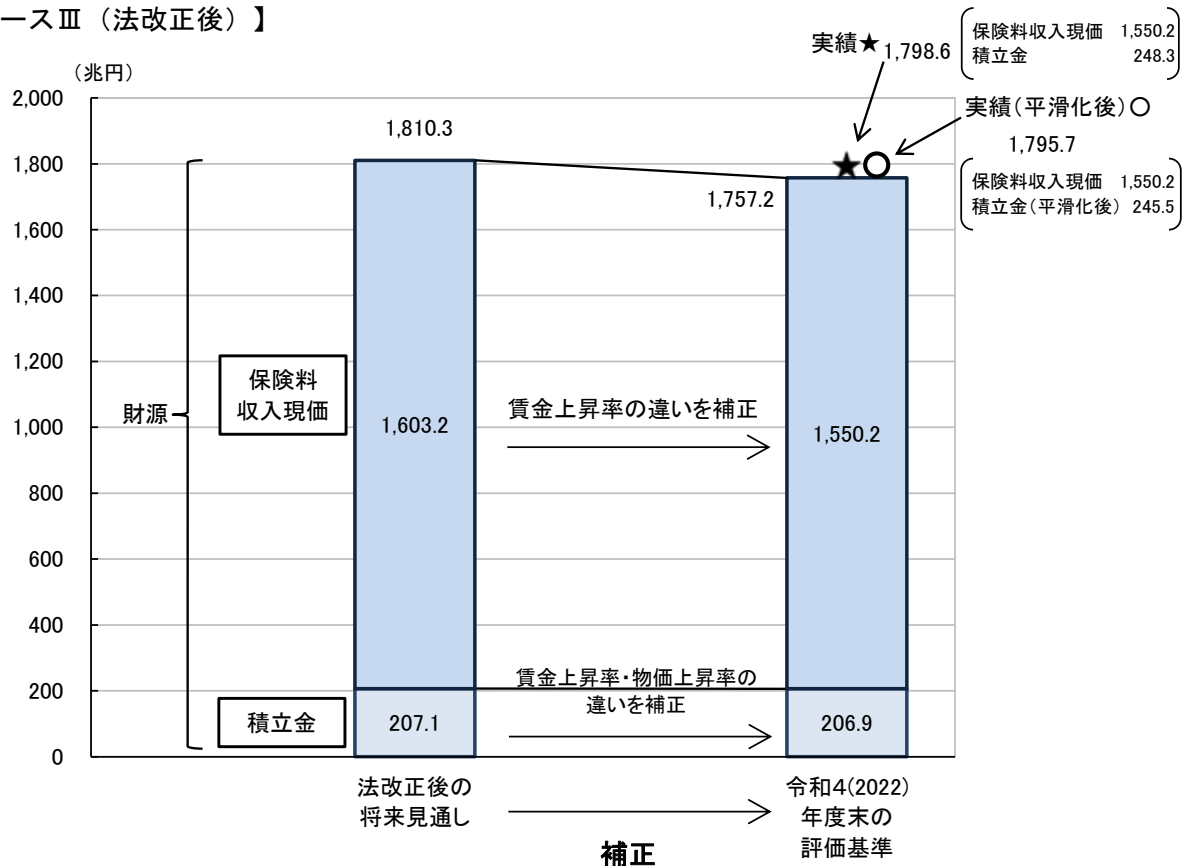 ースⅢ（法改正後）】
（兆円）
実績★ 1,798.6
保険料収入現価 1,550.2
積立金 248.3
実績(平滑化後)○
1,795.7
保険料収入現価 1,550.2
積立金(平滑化後) 245.5
2,000
1,800
1,600
1,400
1,200
1,000
800
600
400
200
0
1,810.3
1,757.2
財源
保険料
収入現価
1,603.2
賃金上昇率の違いを補正
1,550.2
積立金
207.1
賃金上昇率・物価上昇率の
違いを補正
206.9
法改正後の
将来見通し
令和4(2022)
年度末の
評価基準
補正